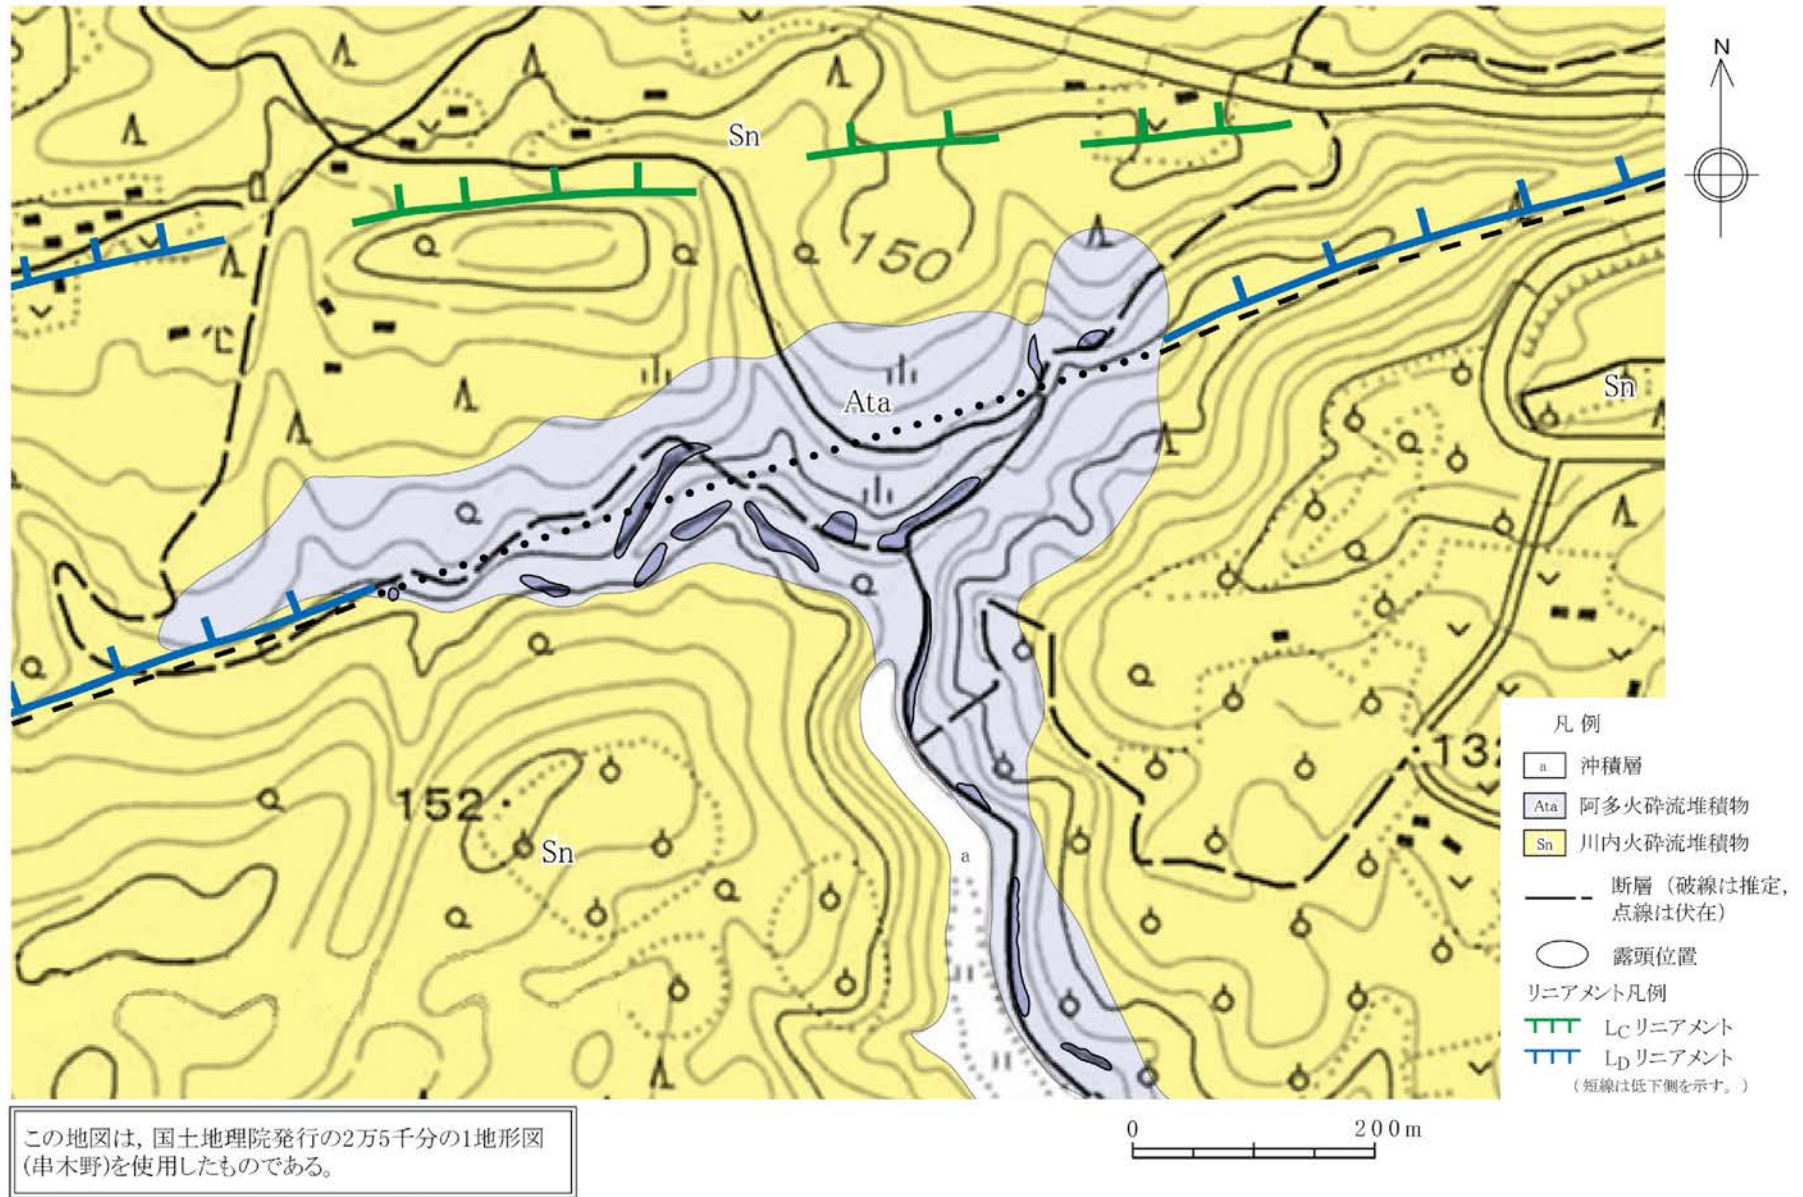 N
Sn
150
Ata
Sn
152
Sn
a
凡 例
a 沖積層
Ata 阿多火砕流堆積物
Sn 川内火砕流堆積物
断層（破線は推定，
点線は伏在）
露頭位置
リニアメント凡例
LC リニアメント
LD リニアメント
（短線は低下側を示す。）
0 200m
この地図は，国土地理院発行の2万5千分の1地形図
(串木野)を使用したものである。